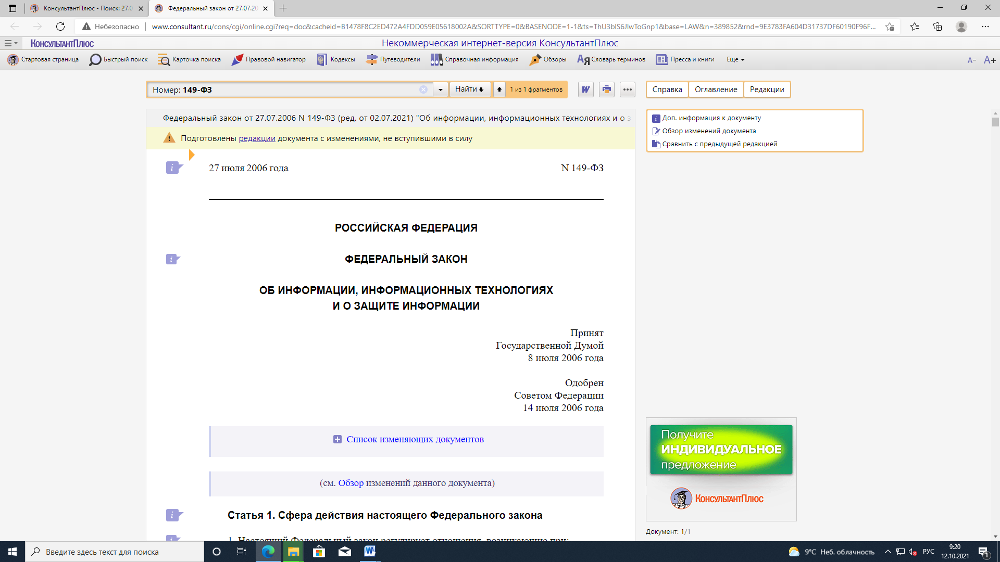 КонсультантПлюс - Поиск: 27.0
Федеральный закон от 27.07.20
Небезопасно
www.consultant.ru/cons/cgi/online.cgi?req=doc&cacheid=B1478F8C2ED472A4FDD059E05618002A&SORTTYPE=0&BASENODE=1-1&ts=ThU3blS6JlwToGnp1&base=LAW&n=389852&rnd=9E3783FA604D31737DF60190F96F...
КОНСУЛЬТАНТПЛЮС
Некоммерческая интернет-версия КонсультантПлюс
Стартовая страница
Быстрый поиск
Карточка поиска
Правовой навигатор
Кодексы
Путеводители
Справочная информация
Обзоры
Словарь терминов
Пресса и книги
Еще
А−
А+
Номер: 149-ФЗ
Найти
1 из 1 фрагментов
Справка
Оглавление
Редакции
Федеральный закон от 27.07.2006 N 149-ФЗ (ред. от 02.07.2021) "Об информации, информационных технологиях и о з
Подготовлены редакции документа с изменениями, не вступившими в силу
Доп. информация к документу
Обзор изменений документа
Сравнить с предыдущей редакцией
27 июля 2006 года
N 149-ФЗ
РОССИЙСКАЯ ФЕДЕРАЦИЯ
ФЕДЕРАЛЬНЫЙ ЗАКОН
ОБ ИНФОРМАЦИИ, ИНФОРМАЦИОННЫХ ТЕХНОЛОГИЯХ
И О ЗАЩИТЕ ИНФОРМАЦИИ
Принят
Государственной Думой
8 июля 2006 года
Одобрен
Советом Федерации
14 июля 2006 года
Список изменяющих документов
(см. Обзор изменений данного документа)
Статья 1. Сфера действия настоящего Федерального закона
1. Настоящий Федеральный закон регулирует отношения, возникающие при:
Получите
ИНДИВИДУАЛЬНОЕ
предложение
КОНСУЛЬТАНТПЛЮС
Документ: 1/1
Введите здесь текст для поиска
9°C Неб. облачность
РУС
9:20
12.10.2021
1